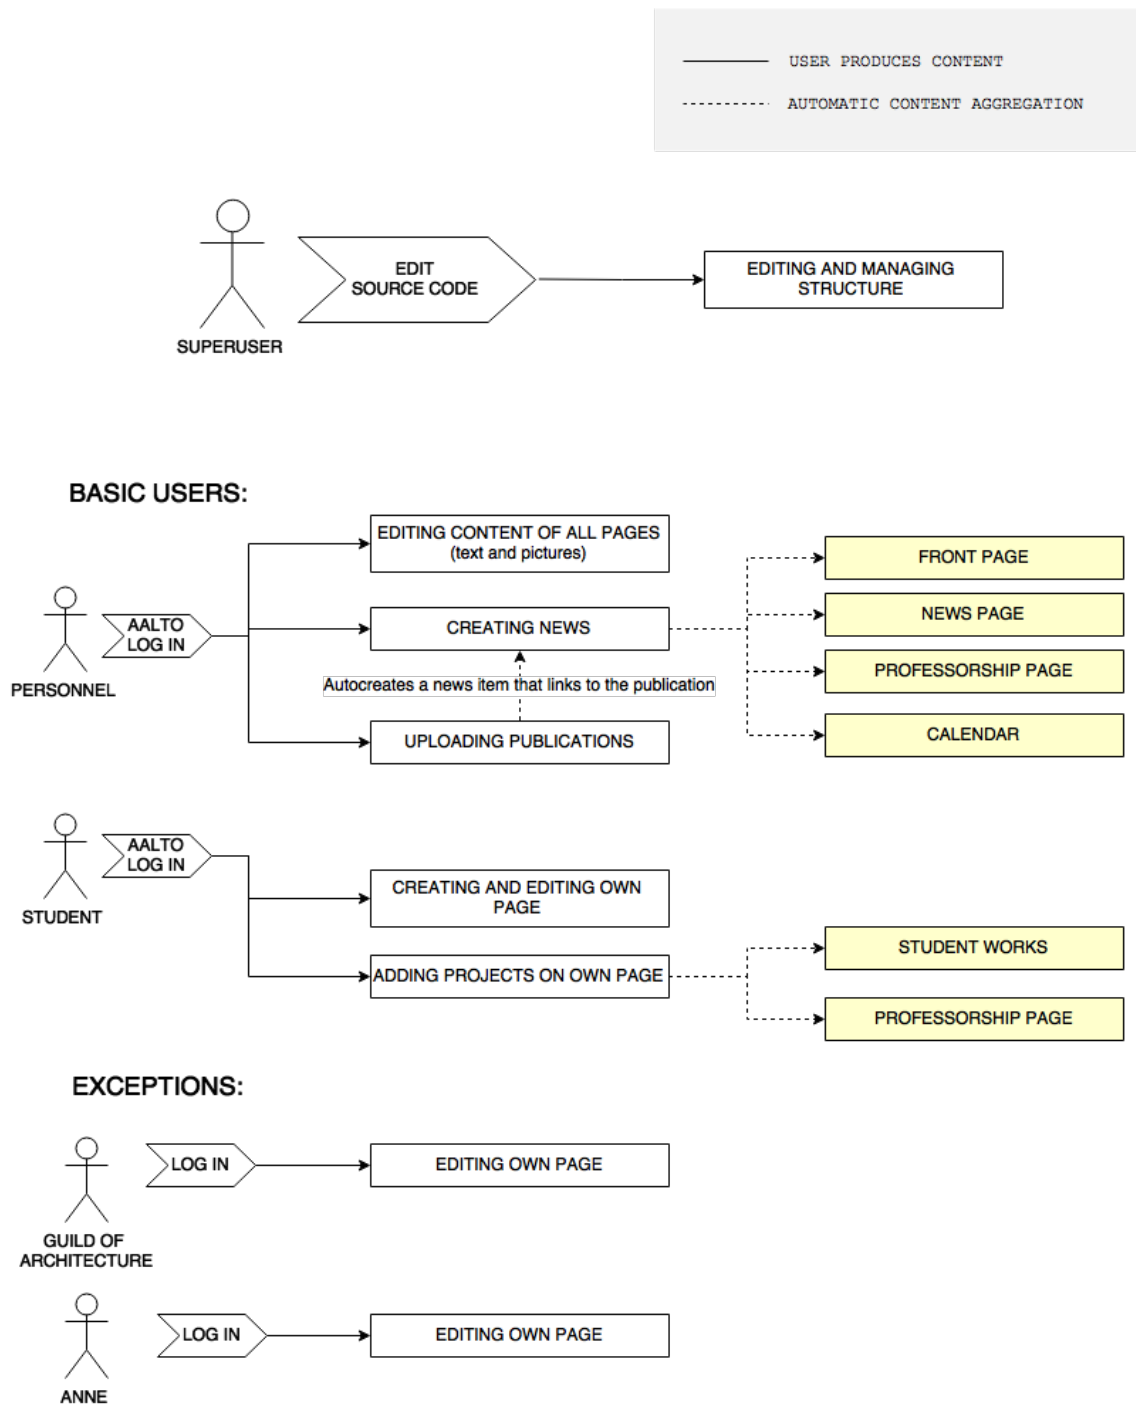 USER PRODUCES CONTENT
AUTOMATIC CONTENT AGGREGATION
EDIT
SOURCE CODE
EDITING AND MANAGING
STRUCTURE
SUPERUSER
BASIC USERS:
EDITING CONTENT OF ALL PAGES
(text and pictures)
FRONT PAGE
AALTO
LOG IN
CREATING NEWS
NEWS PAGE
PERSONNEL
Autocreates a news item that links to the publication
PROFESSORSHIP PAGE
UPLOADING PUBLICATIONS
CALENDAR
AALTO
LOG IN
STUDENT
CREATING AND EDITING OWN
PAGE
STUDENT WORKS
ADDING PROJECTS ON OWN PAGE
PROFESSORSHIP PAGE
EXCEPTIONS:
LOG IN
EDITING OWN PAGE
GUILD OF
ARCHITECTURE
LOG IN
EDITING OWN PAGE
ANNE